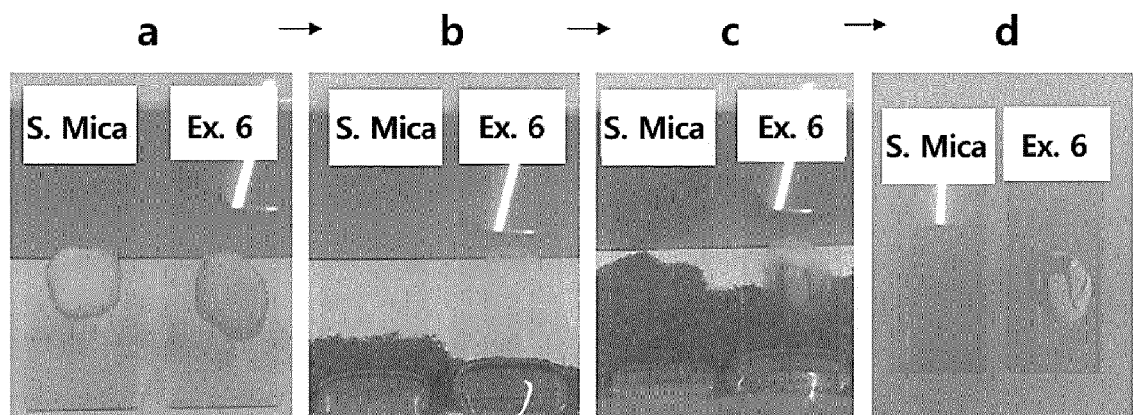 a → b → c → d
S. Mica Ex. 6 S. Mica Ex. 6 S. Mica Ex. 6 S. Mica Ex. 6